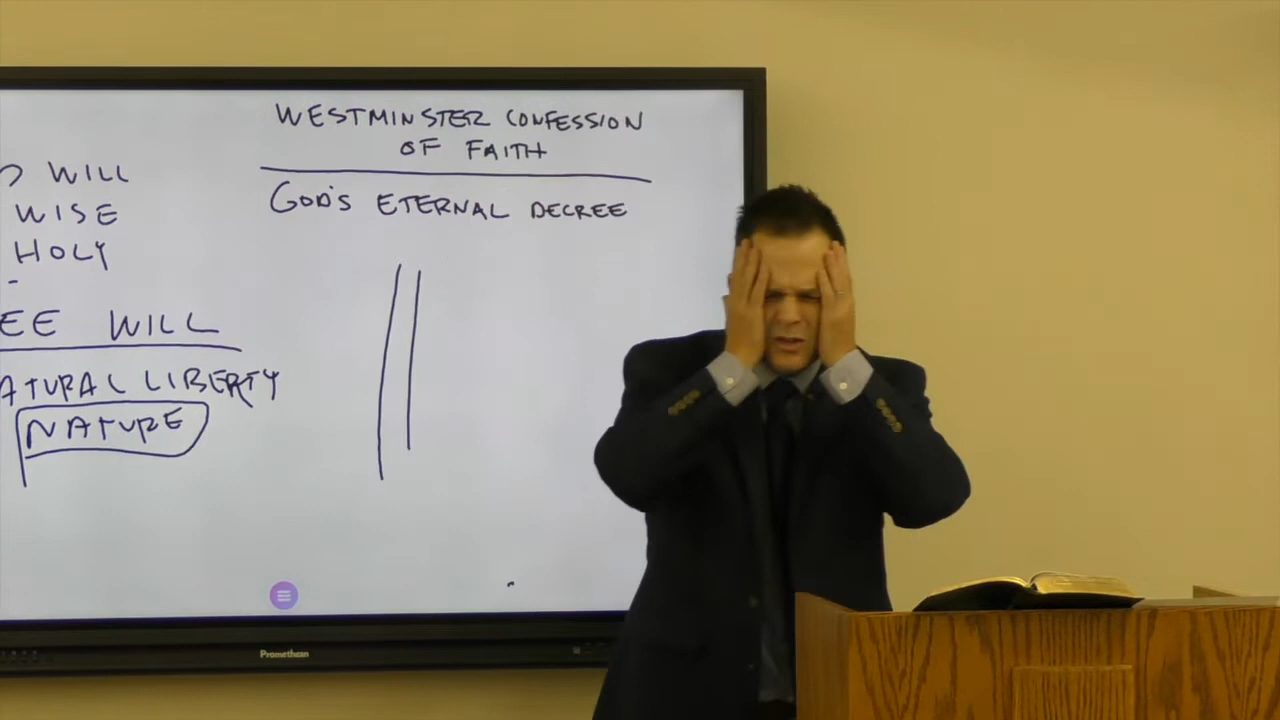 WILL
WISE
HOLY
EE WILL
ATURAL LIBERTY
NATURE
WESTMINSTER CONFESSION
OF FAITH
GOD'S ETERNAL DECREE
Promethean